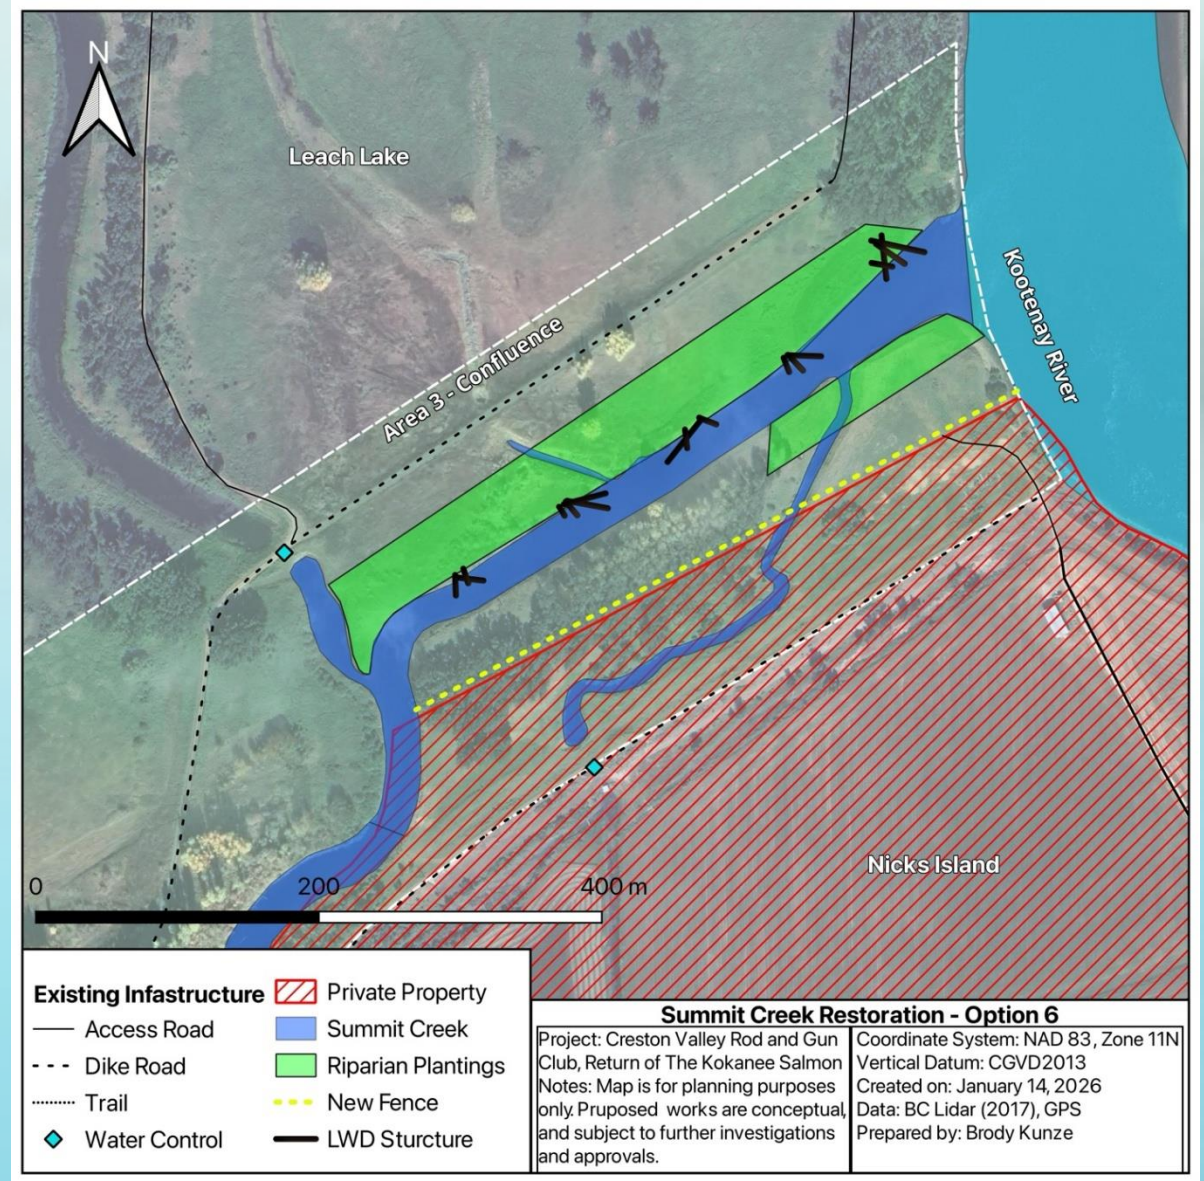 N
Leach Lake
Area 3 - Confluence
Kootenay River
Nicks Island
0 200 400 m
Existing Infastructure
Access Road
Dike Road
Trail
Water Control
Private Property
Summit Creek
Riparian Plantings
New Fence
LWD Sturcture
Summit Creek Restoration - Option 6
Project: Creston Valley Rod and Gun
Club, Return of The Kokanee Salmon
Notes: Map is for planning purposes
only. Pruposed works are conceptual,
and subject to further investigations
and approvals.
Coordinate System: NAD 83, Zone 11N
Vertical Datum: CGVD2013
Created on: January 14, 2026
Data: BC Lidar (2017), GPS
Prepared by: Brody Kunze